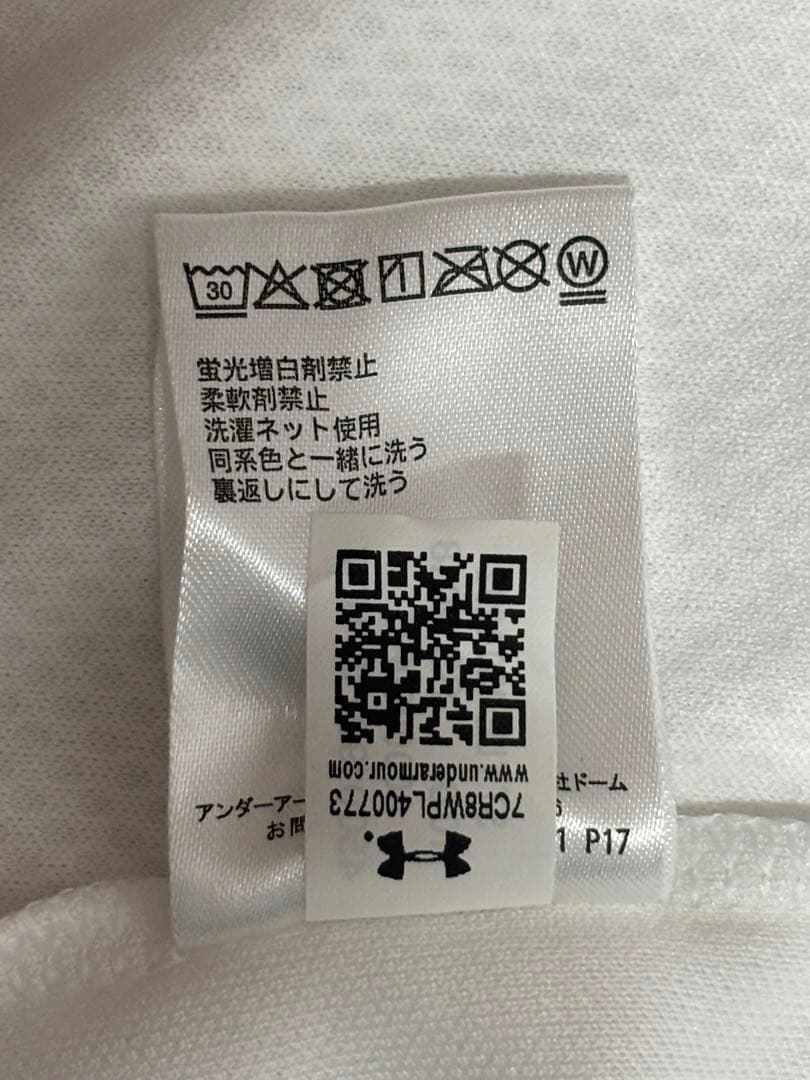 30
W
蛍光増白剤禁止
柔軟剤禁止
洗濯ネット使用
同系色と一緒に洗う
裏返しにして洗う
www.underarmour.com
7CR8WPL400773
アンダーアー
社ドーム
お問
6
1 P17